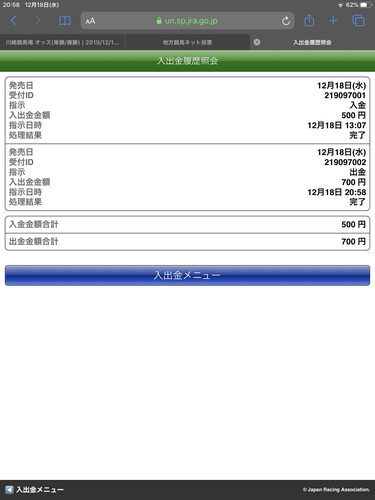 20:58 12月18日(水) 62%
ぁA un.sp.jra.go.jp
川崎競馬場 オッズ(単勝/複勝) | 2019/12/1... 地方競馬ネット投票 入出金履歴照会
入出金履歴照会
発売日 12月18日(水)
受付ID 219097001
指示 入金
入出金金額 500 円
指示日時 12月18日 13:07
処理結果 完了
発売日 12月18日(水)
受付ID 219097002
指示 出金
入出金金額 700 円
指示日時 12月18日 20:58
処理結果 完了
入金金額合計 500 円
出金金額合計 700 円
入出金メニュー
入出金メニュー © Japan Racing Association.